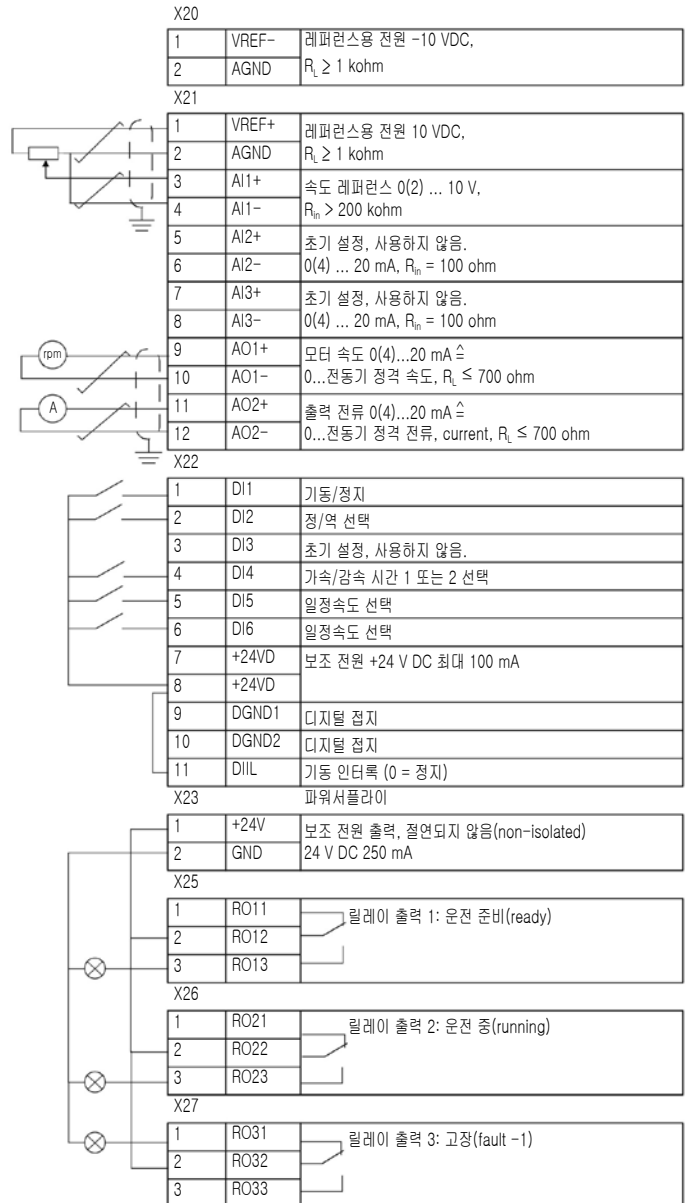 X20
1 VREF- 레퍼런스용 전원 -10 VDC,
2 AGND R_L ≥ 1 kohm
X21
1 VREF+ 레퍼런스용 전원 10 VDC,
2 AGND R_L ≥ 1 kohm
3 AI1+ 속도 레퍼런스 0(2) ... 10 V,
4 AI1- R_in > 200 kohm
5 AI2+ 초기 설정, 사용하지 않음.
6 AI2- 0(4) ... 20 mA, R_in = 100 ohm
7 AI3+ 초기 설정, 사용하지 않음.
8 AI3- 0(4) ... 20 mA, R_in = 100 ohm
rpm 9 AO1+ 모터 속도 0(4)...20 mA ≙
10 AO1- 0...전동기 정격 속도, R_L ≤ 700 ohm
A 11 AO2+ 출력 전류 0(4)...20 mA ≙
12 AO2- 0...전동기 정격 전류, current, R_L ≤ 700 ohm
X22
1 DI1 기동/정지
2 DI2 정/역 선택
3 DI3 초기 설정, 사용하지 않음.
4 DI4 가속/감속 시간 1 또는 2 선택
5 DI5 일정속도 선택
6 DI6 일정속도 선택
7 +24VD 보조 전원 +24 V DC 최대 100 mA
8 +24VD
9 DGND1 디지털 접지
10 DGND2 디지털 접지
11 DIIL 기동 인터록 (0 = 정지)
X23 파워서플라이
1 +24V 보조 전원 출력, 절연되지 않음(non-isolated)
2 GND 24 V DC 250 mA
X25
1 RO11 릴레이 출력 1: 운전 준비(ready)
2 RO12
3 RO13
X26
1 RO21 릴레이 출력 2: 운전 중(running)
2 RO22
3 RO23
X27
1 RO31 릴레이 출력 3: 고장(fault -1)
2 RO32
3 RO33